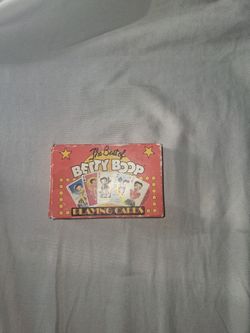 The Best of
BETTY BOOP
PLAYING CARDS